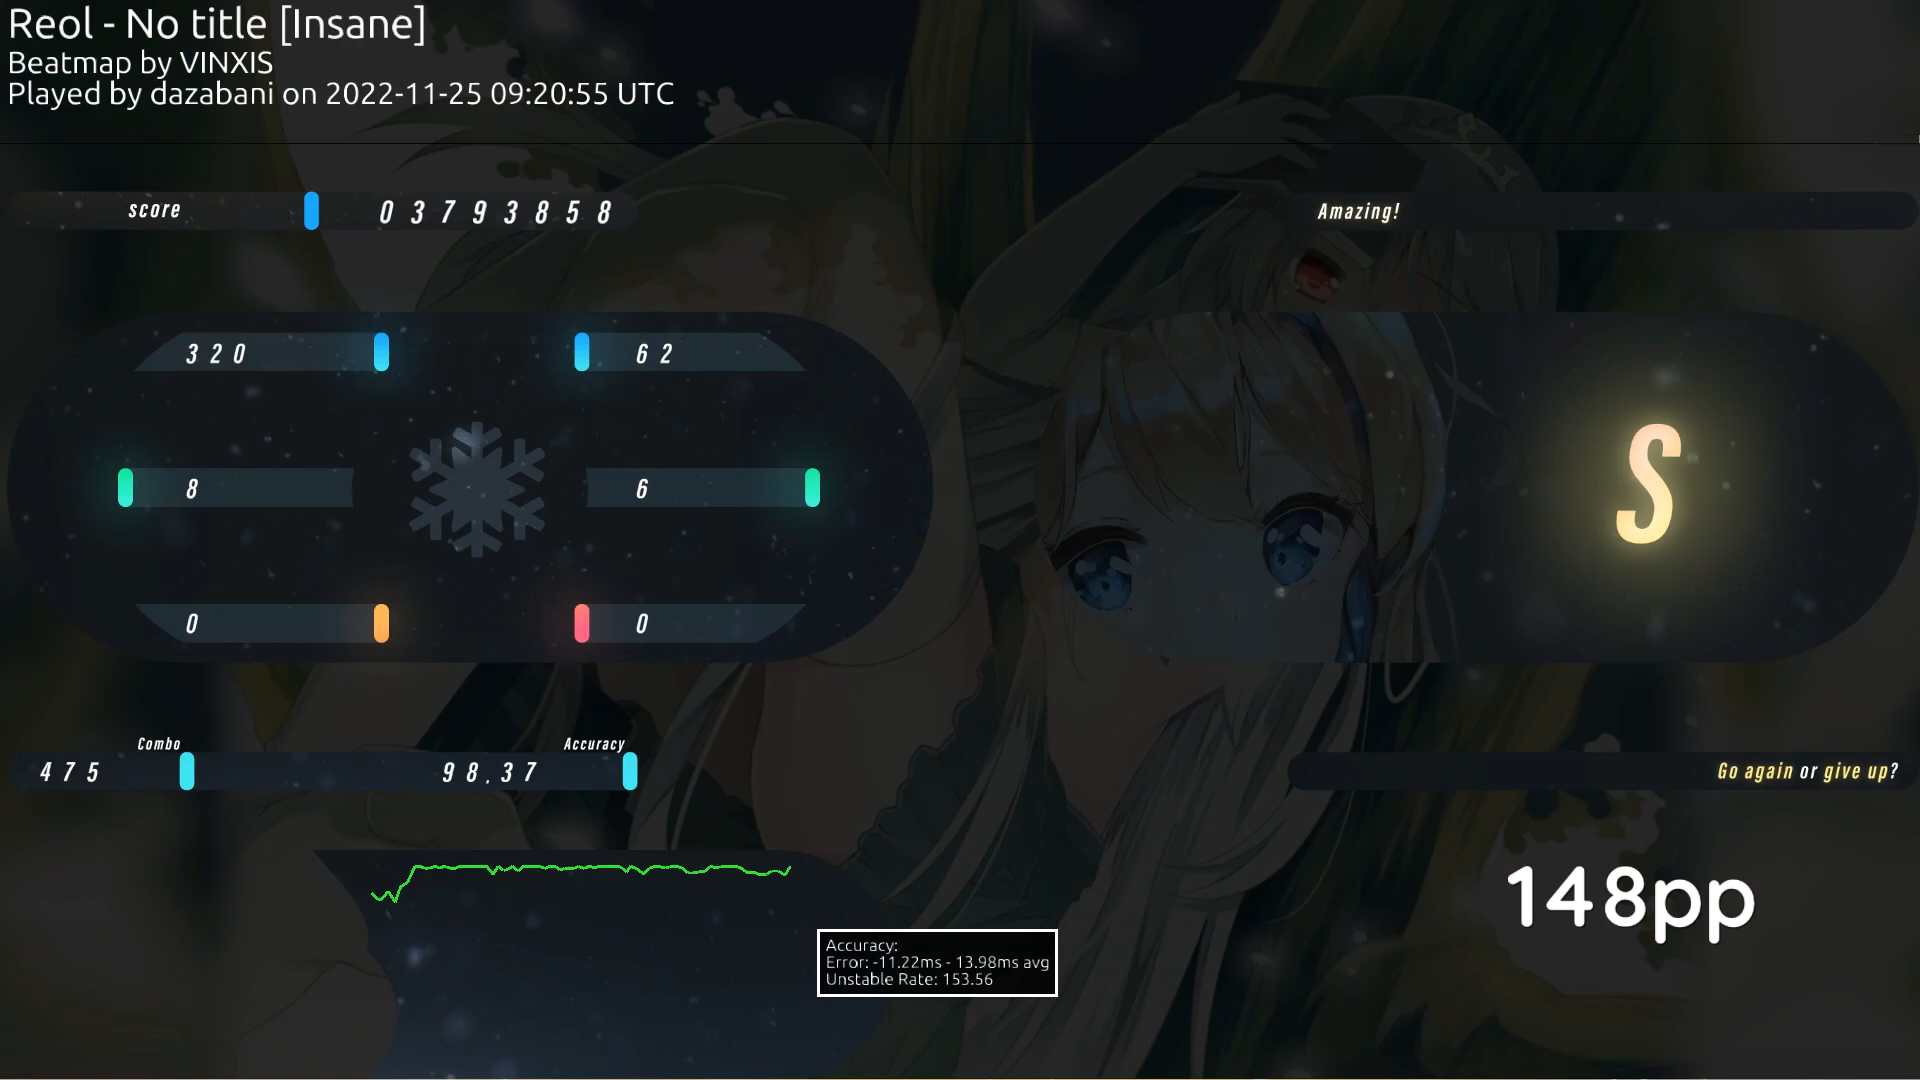 Reol - No title [Insane]
Beatmap by VINXIS
Played by dazabani on 2022-11-25 09:20:55 UTC
score 03793858
Amazing!
320 62
8 6
0 0
S
Combo Accuracy
475 98.37
Go again or give up?
148pp
Accuracy:
Error: -11.22ms - 13.98ms avg
Unstable Rate: 153.56